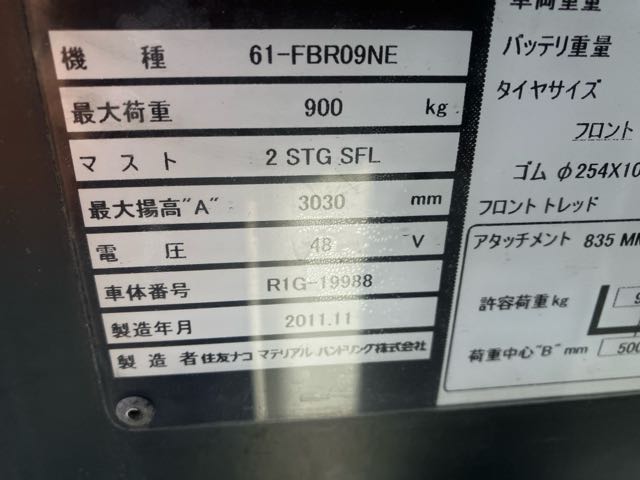 機種 61-FBR09NE
最大荷重 900 kg
マスト 2 STG SFL
最大揚高"A" 3030 mm
電圧 48 V
車体番号 R1G-19988
製造年月 2011.11
製造者 住友ナコ マテリアル ハンドリング株式会社
車両重量
バッテリ重量
タイヤサイズ
フロント
ゴム φ254X10
フロントトレッド
アタッチメント 835 MM
許容荷重 kg 9
荷重中心"B" mm 500